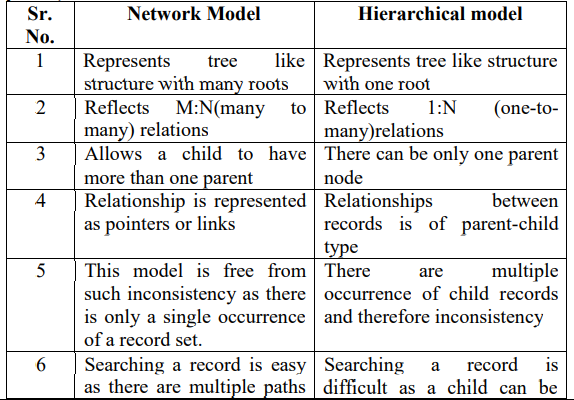 Sr. No. Network Model Hierarchical model
1 Represents tree like Represents tree like structure
structure with many roots with one root
2 Reflects M:N(many to Reflects 1:N (one-to-
many) relations many)relations
3 Allows a child to have There can be only one parent
more than one parent node
4 Relationship is represented Relationships between
as pointers or links records is of parent-child
type
5 This model is free from There are multiple
such inconsistency as there occurrence of child records
is only a single occurrence and therefore inconsistency
of a record set.
6 Searching a record is easy Searching a record is
as there are multiple paths difficult as a child can be